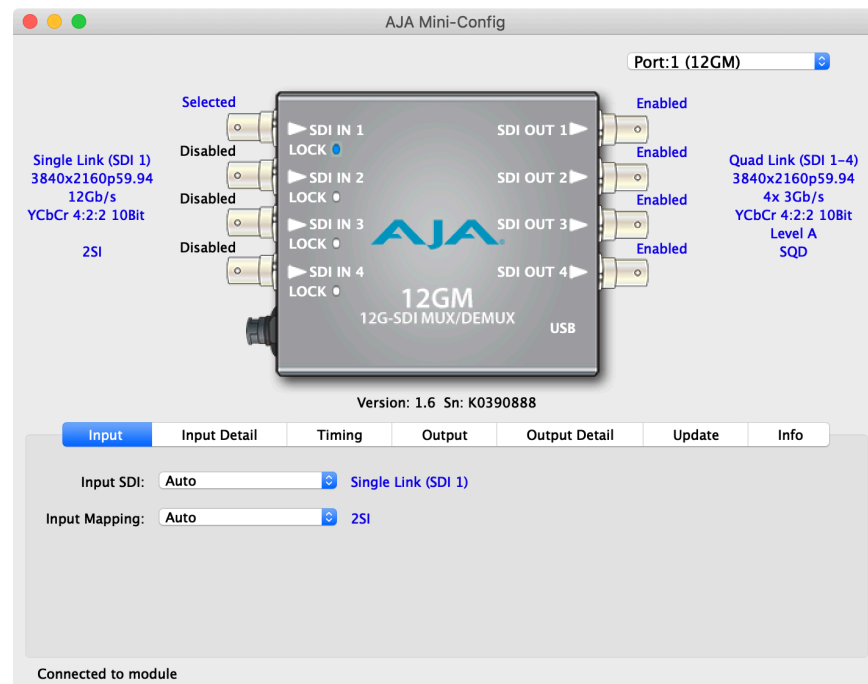 AJA Mini-Config
Port:1 (12GM)
Selected
Disabled
Disabled
Disabled
Single Link (SDI 1)
3840x2160p59.94
12Gb/s
YCbCr 4:2:2 10Bit
2SI
SDI IN 1
LOCK
SDI IN 2
LOCK
SDI IN 3
LOCK
SDI IN 4
LOCK
SDI OUT 1
SDI OUT 2
SDI OUT 3
SDI OUT 4
AJA
12GM
12G-SDI MUX/DEMUX
USB
Enabled
Enabled
Enabled
Enabled
Quad Link (SDI 1-4)
3840x2160p59.94
4x 3Gb/s
YCbCr 4:2:2 10Bit
Level A
SQD
Version: 1.6 Sn: K0390888
Input Input Detail Timing Output Output Detail Update Info
Input SDI: Auto Single Link (SDI 1)
Input Mapping: Auto 2SI
Connected to module